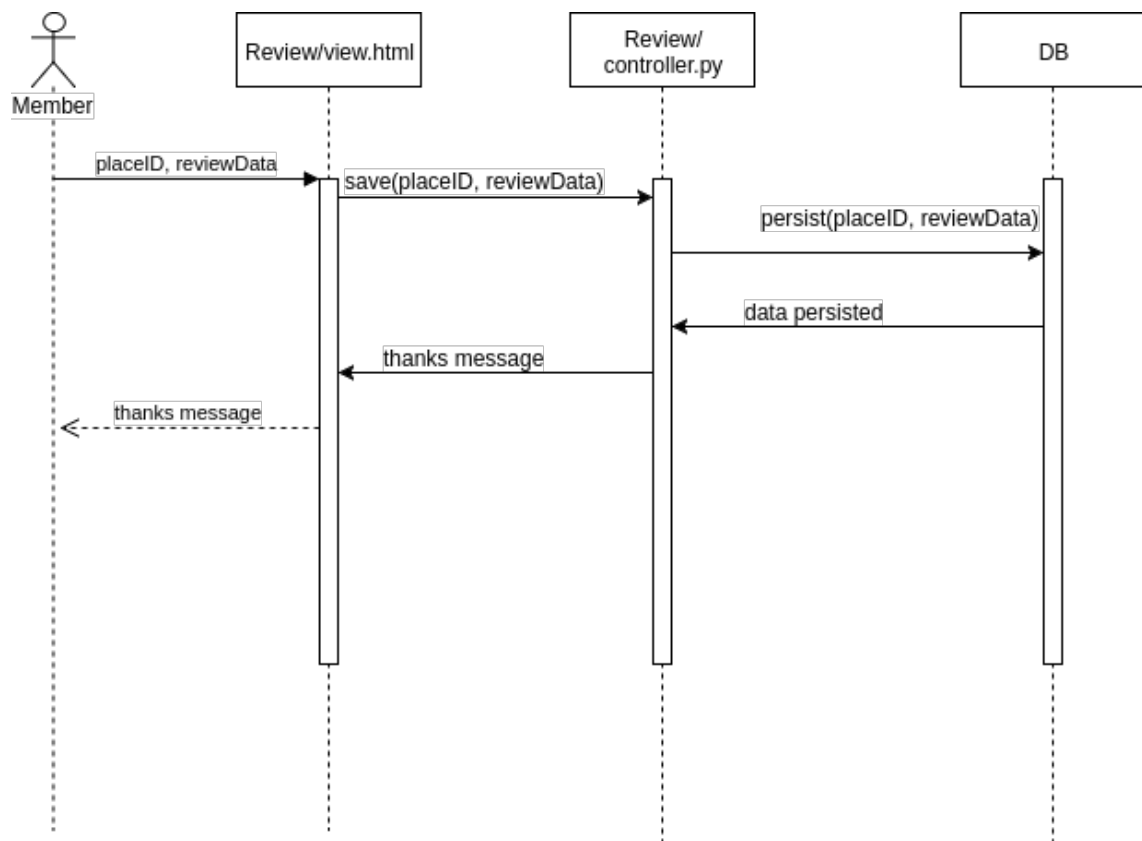 Review/view.html
Review/
controller.py
DB
Member
placeID, reviewData
save(placeID, reviewData)
persist(placeID, reviewData)
data persisted
thanks message
thanks message